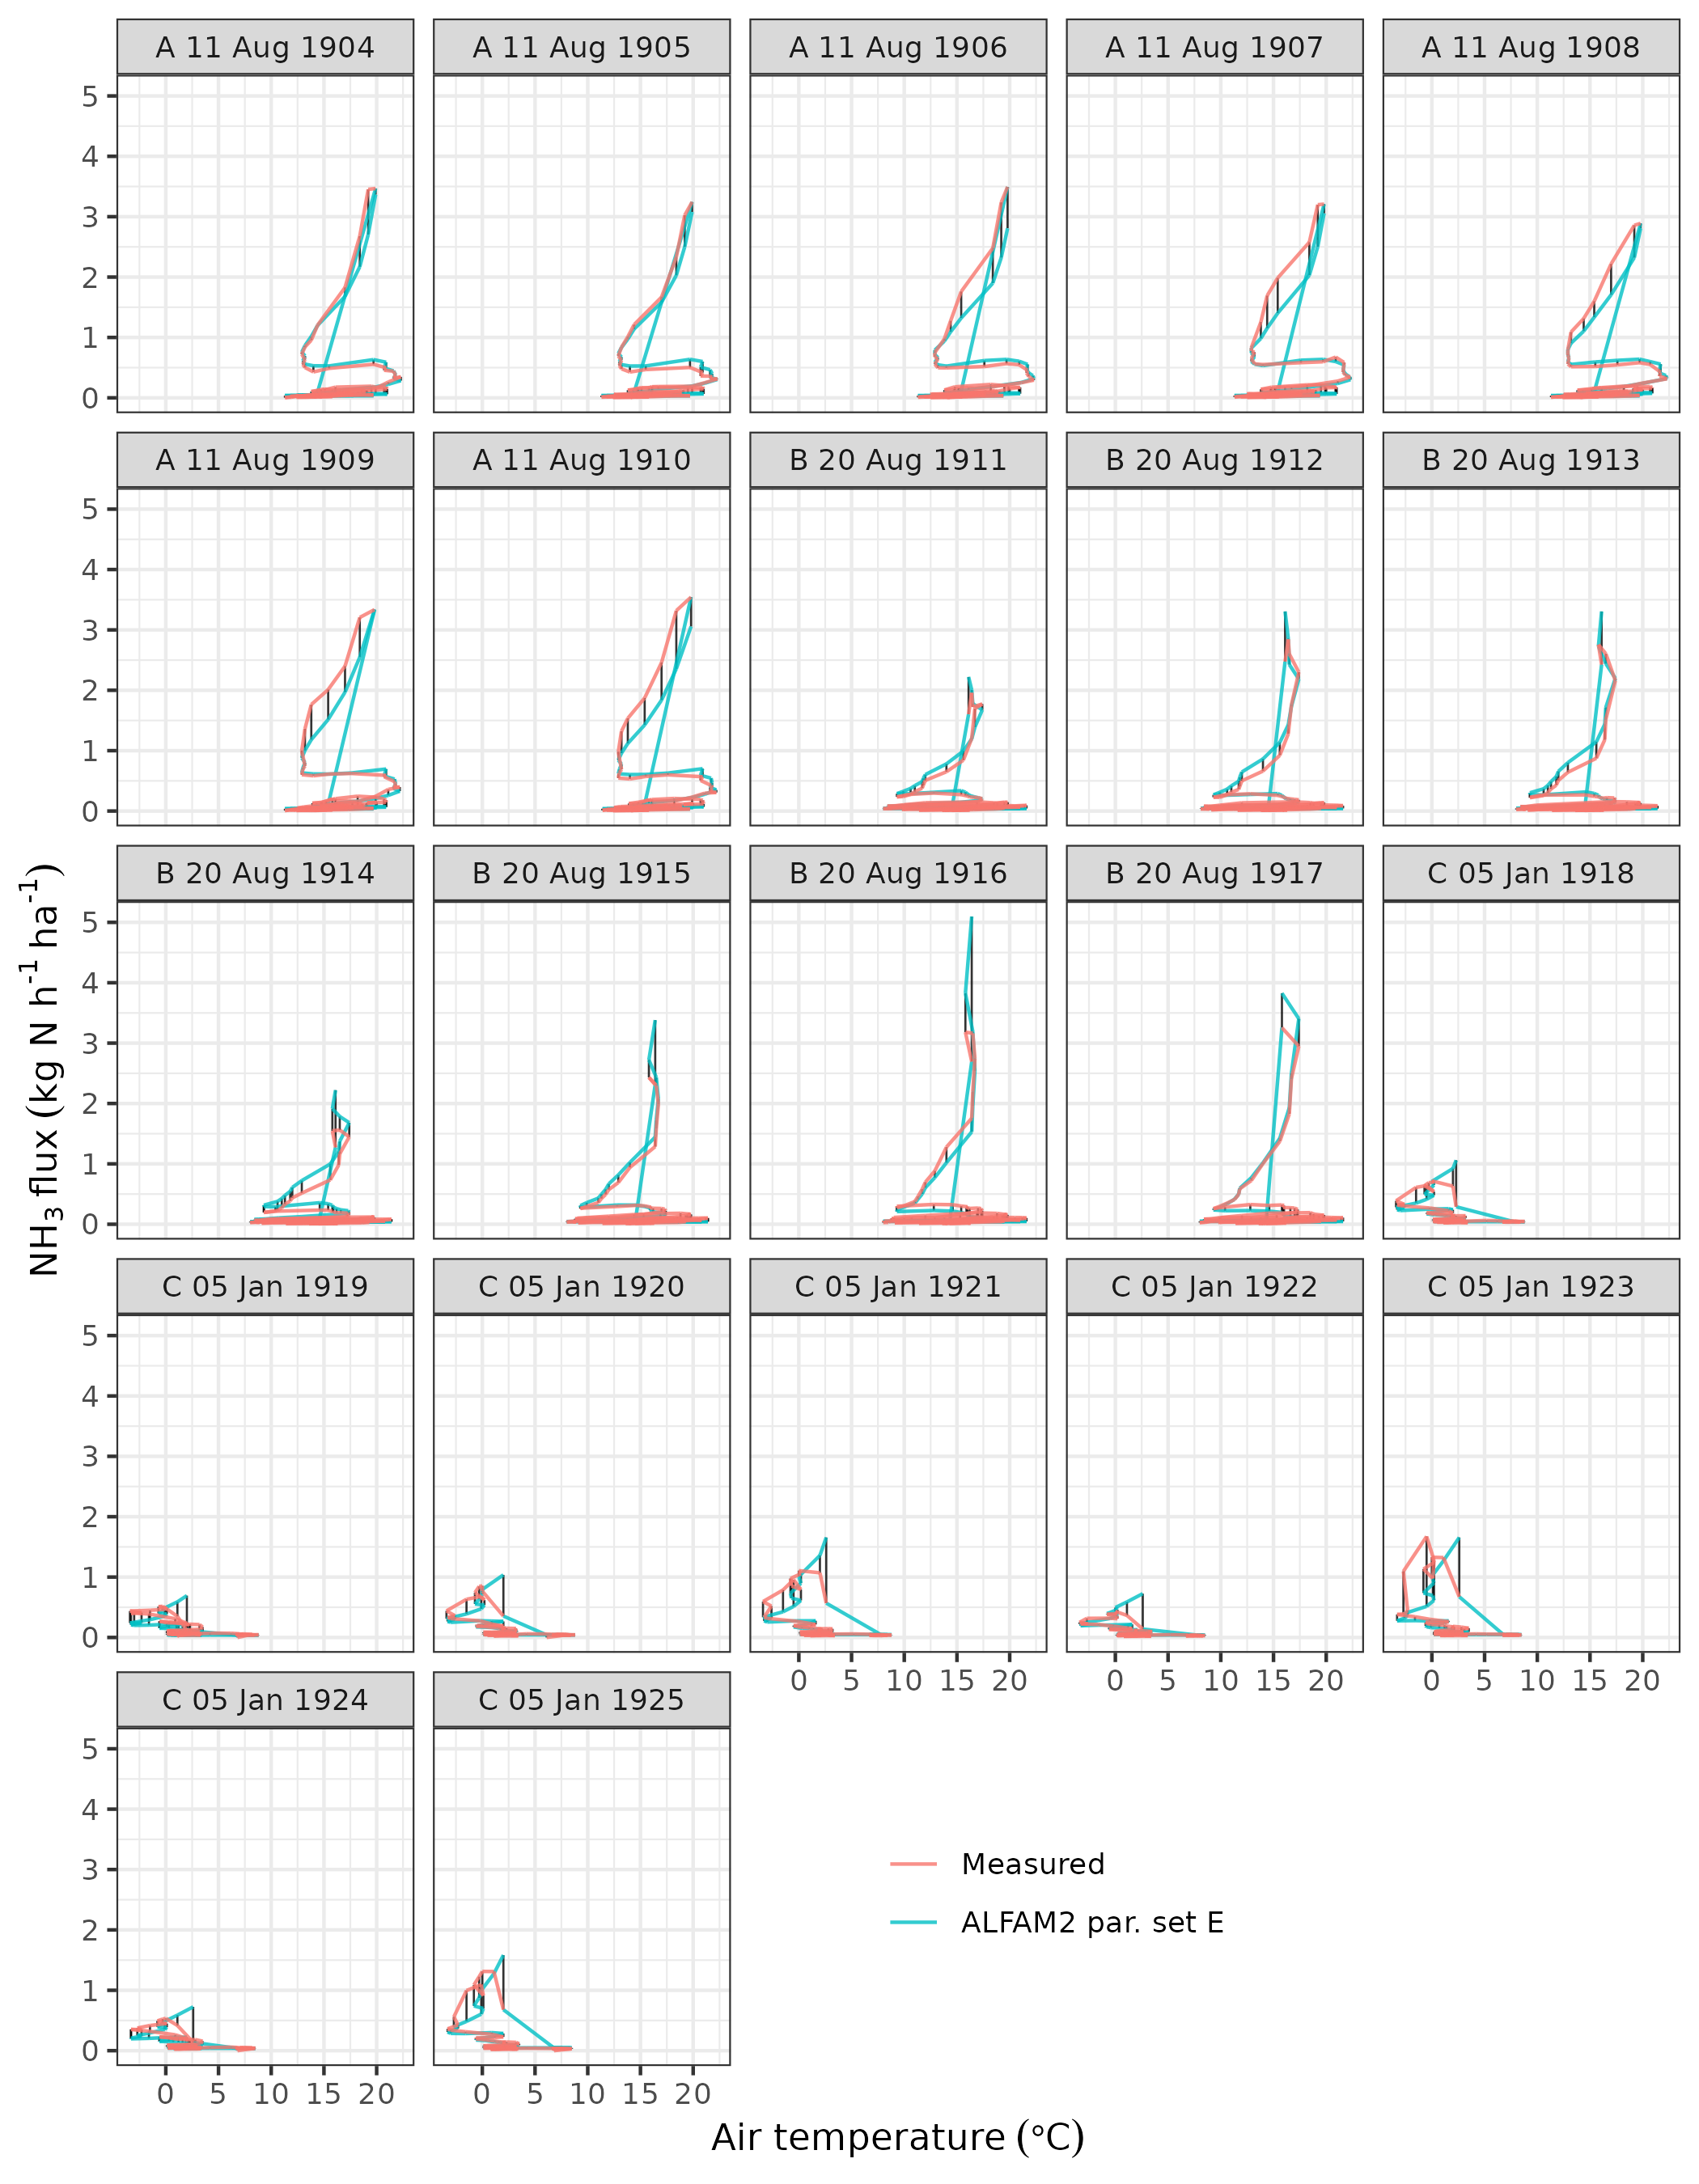 A 11 Aug 1904 A 11 Aug 1905 A 11 Aug 1906 A 11 Aug 1907 A 11 Aug 1908
5
4
3
2
1
0
A 11 Aug 1909 A 11 Aug 1910 B 20 Aug 1911 B 20 Aug 1912 B 20 Aug 1913
5
4
3
2
1
0
B 20 Aug 1914 B 20 Aug 1915 B 20 Aug 1916 B 20 Aug 1917 C 05 Jan 1918
5
4
3
2
1
0
NH₃ flux (kg N h⁻¹ ha⁻¹)
C 05 Jan 1919 C 05 Jan 1920 C 05 Jan 1921 C 05 Jan 1922 C 05 Jan 1923
5
4
3
2
1
0
0 5 10 15 20 0 5 10 15 20 0 5 10 15 20
C 05 Jan 1924 C 05 Jan 1925
5
4
3
2
1
0
Measured
ALFAM2 par. set E
0 5 10 15 20 0 5 10 15 20
Air temperature (°C)